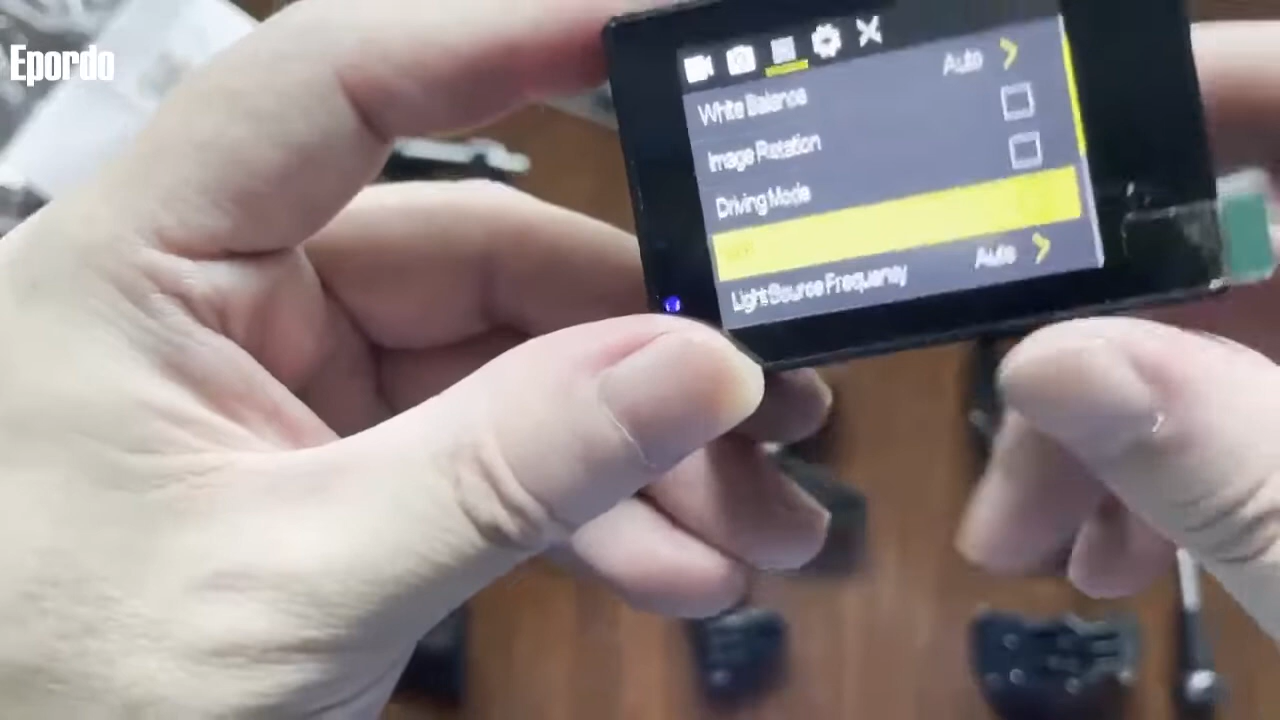 Epordo
White Balance
Auto
Image Rotation
Driving Mode
Light Source Frequency
Auto